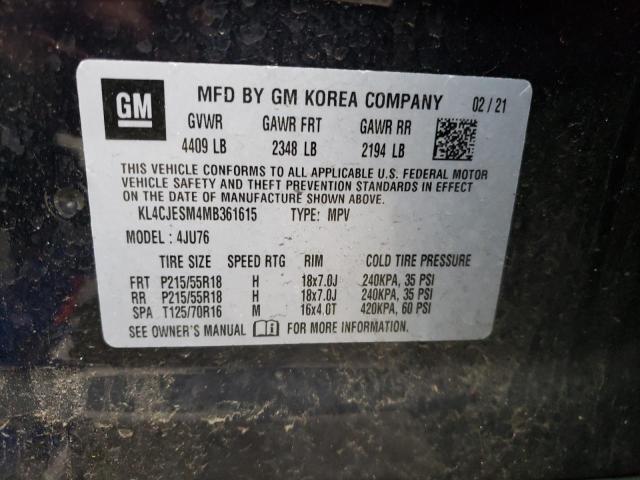 GM MFD BY GM KOREA COMPANY 02/21
GVWR GAWR FRT GAWR RR
4409 LB 2348 LB 2194 LB
THIS VEHICLE CONFORMS TO ALL APPLICABLE U.S. FEDERAL MOTOR
VEHICLE SAFETY AND THEFT PREVENTION STANDARDS IN EFFECT
ON THE DATE OF MANUFACTURE SHOWN ABOVE.
KL4CJESM4MB361615 TYPE: MPV
MODEL: 4JU76
TIRE SIZE SPEED RTG RIM COLD TIRE PRESSURE
FRT P215/55R18 H 18x7.0J 240KPA, 35 PSI
RR P215/55R18 H 18x7.0J 240KPA, 35 PSI
SPA T125/70R16 M 16x4.0T 420KPA, 60 PSI
SEE OWNER'S MANUAL FOR MORE INFORMATION.